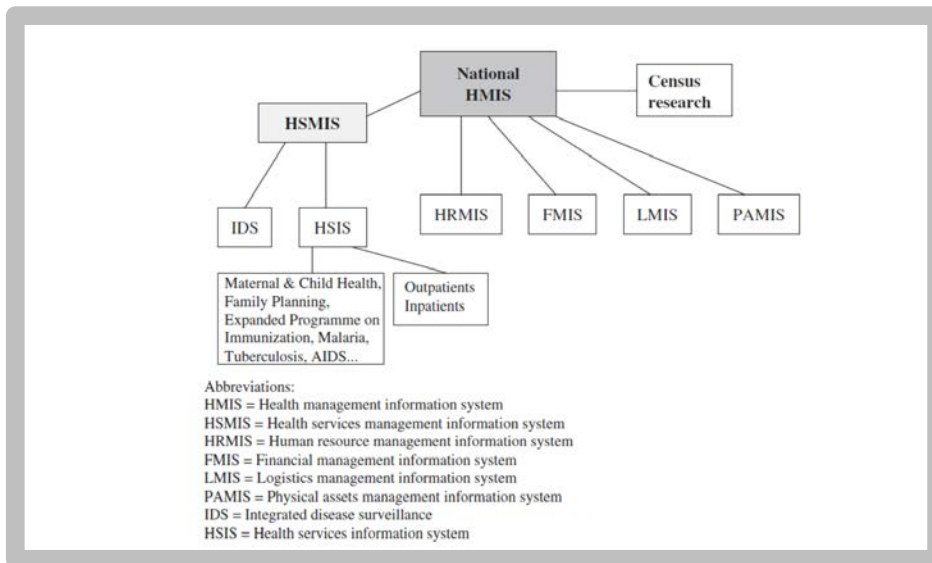 National
HMIS
Census
research
HSMIS
IDS
HSIS
HRMIS
FMIS
LMIS
PAMIS
Maternal & Child Health,
Family Planning,
Expanded Programme on
Immunization, Malaria,
Tuberculosis, AIDS...
Outpatients
Inpatients
Abbreviations:
HMIS = Health management information system
HSMIS = Health services management information system
HRMIS = Human resource management information system
FMIS = Financial management information system
LMIS = Logistics management information system
PAMIS = Physical assets management information system
IDS = Integrated disease surveillance
HSIS = Health services information system